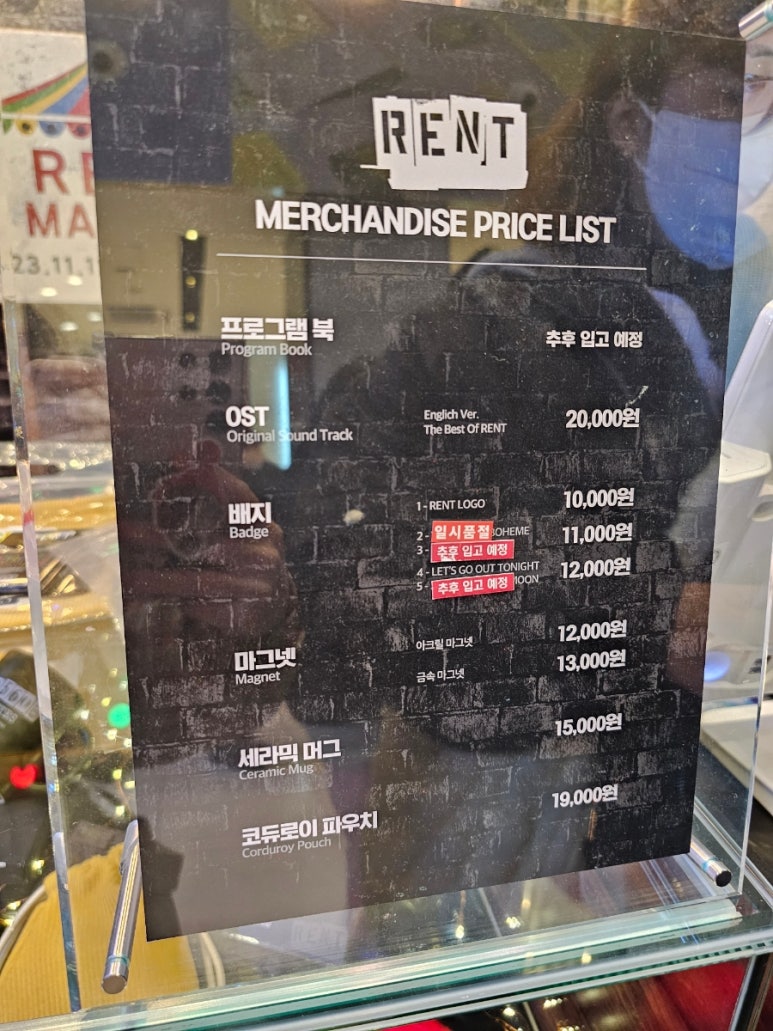 RENT
MERCHANDISE PRICE LIST
프로그램 북
Program Book
추후 입고 예정
OST
Original Sound Track
Englich Ver.
The Best Of RENT
20,000원
배지
Badge
1 - RENT LOGO
10,000원
2 - 일시품절 BOHEME
11,000원
3 - 추후 입고 예정
4 - LET'S GO OUT TONIGHT
12,000원
5 - 추후 입고 예정 MOON
마그넷
Magnet
아크릴 마그넷
12,000원
금속 마그넷
13,000원
세라믹 머그
Ceramic Mug
15,000원
코듀로이 파우치
Corduroy Pouch
19,000원
RENT